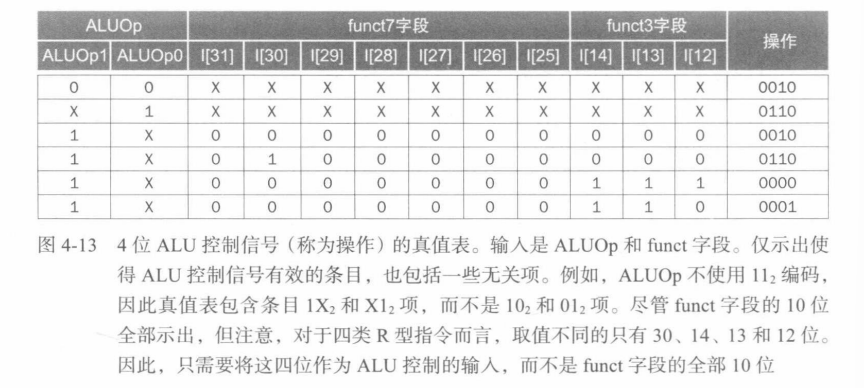 ALUOp funct7字段 funct3字段 操作
ALUOp1 ALUOp0 I[31] I[30] I[29] I[28] I[27] I[26] I[25] I[14] I[13] I[12]
0 0 X X X X X X X X X X 0010
X 1 X X X X X X X X X X 0110
1 X 0 0 0 0 0 0 0 0 0 0 0010
1 X 0 1 0 0 0 0 0 0 0 0 0110
1 X 0 0 0 0 0 0 0 1 1 1 0000
1 X 0 0 0 0 0 0 0 1 1 0 0001
图 4-13 4 位 ALU 控制信号（称为操作）的真值表。输入是 ALUOp 和 funct 字段。仅示出使
得 ALU 控制信号有效的条目，也包括一些无关项。例如，ALUOp 不使用 11₂ 编码，
因此真值表包含条目 1X₂ 和 X1₂ 项，而不是 10₂ 和 01₂ 项。尽管 funct 字段的 10 位
全部示出，但注意，对于四类 R 型指令而言，取值不同的只有 30、14、13 和 12 位。
因此，只需要将这四位作为 ALU 控制的输入，而不是 funct 字段的全部 10 位